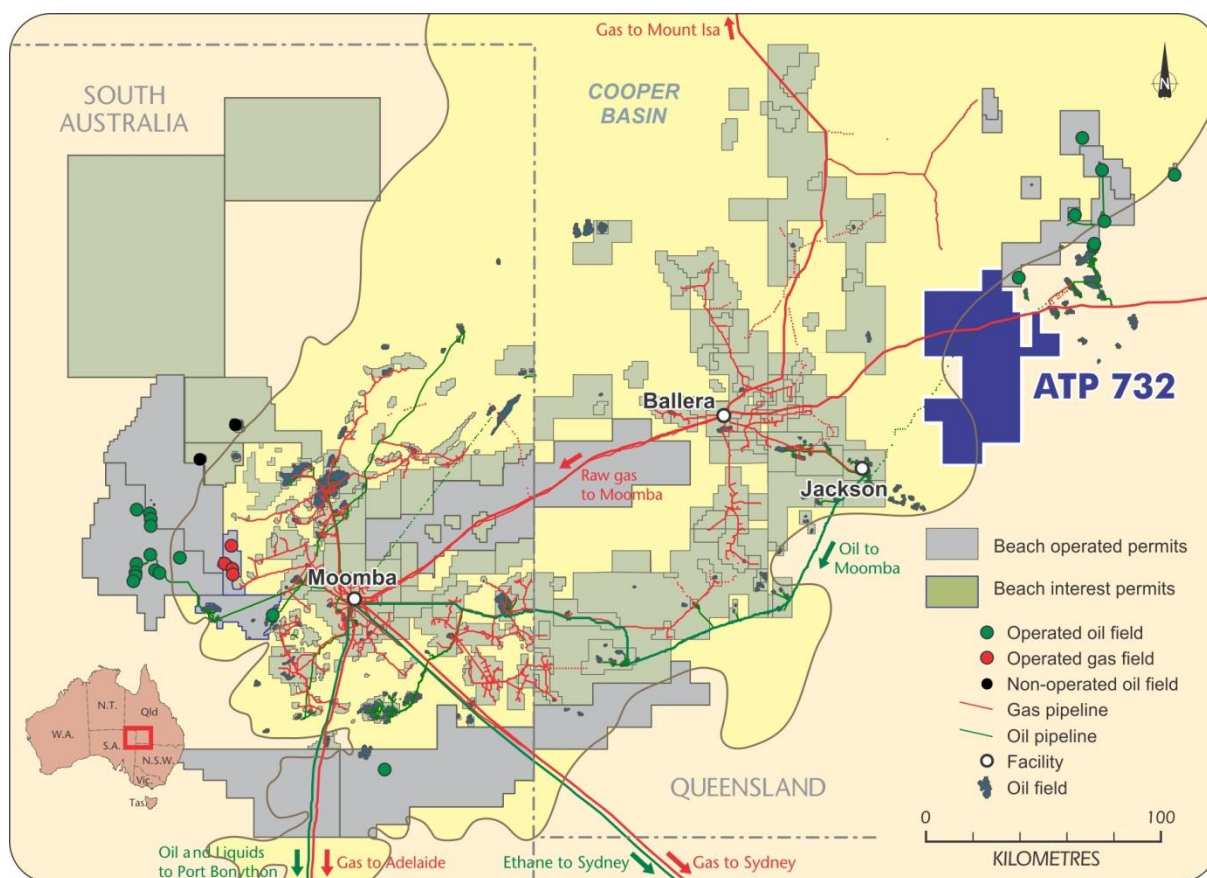 Gas to Mount Isa
N
SOUTH
AUSTRALIA
COOPER
BASIN
ATP 732
Ballera
Raw gas
to Moomba
Jackson
Oil to
Moomba
Moomba
Beach operated permits
Beach interest permits
Operated oil field
Operated gas field
Non-operated oil field
Gas pipeline
Oil pipeline
Facility
Oil field
N.T.
Qld
W.A.
S.A.
N.S.W.
Vic.
Tas
QUEENSLAND
0 100
KILOMETRES
Oil and Liquids
to Port Bonython
Gas to Adelaide
Ethane to Sydney
Gas to Sydney